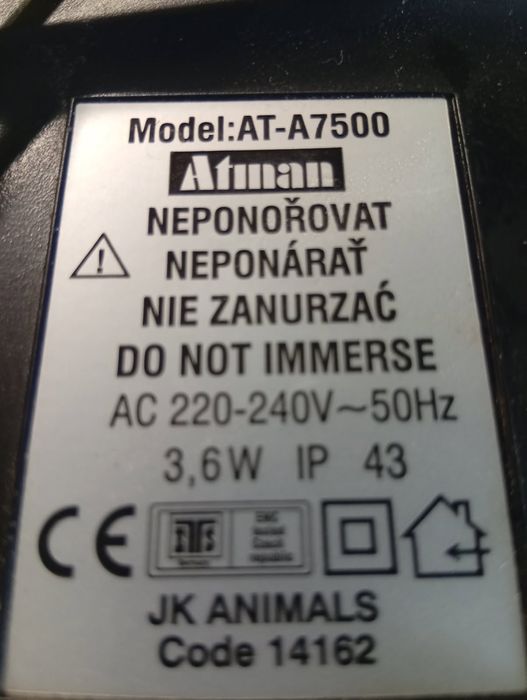 Model:AT-A7500
Atman
NEPONOŘOVAT
NEPONÁRAŤ
NIE ZANURZAĆ
DO NOT IMMERSE
AC 220-240V~50Hz
3,6W IP 43
CE
JK ANIMALS
Code 14162